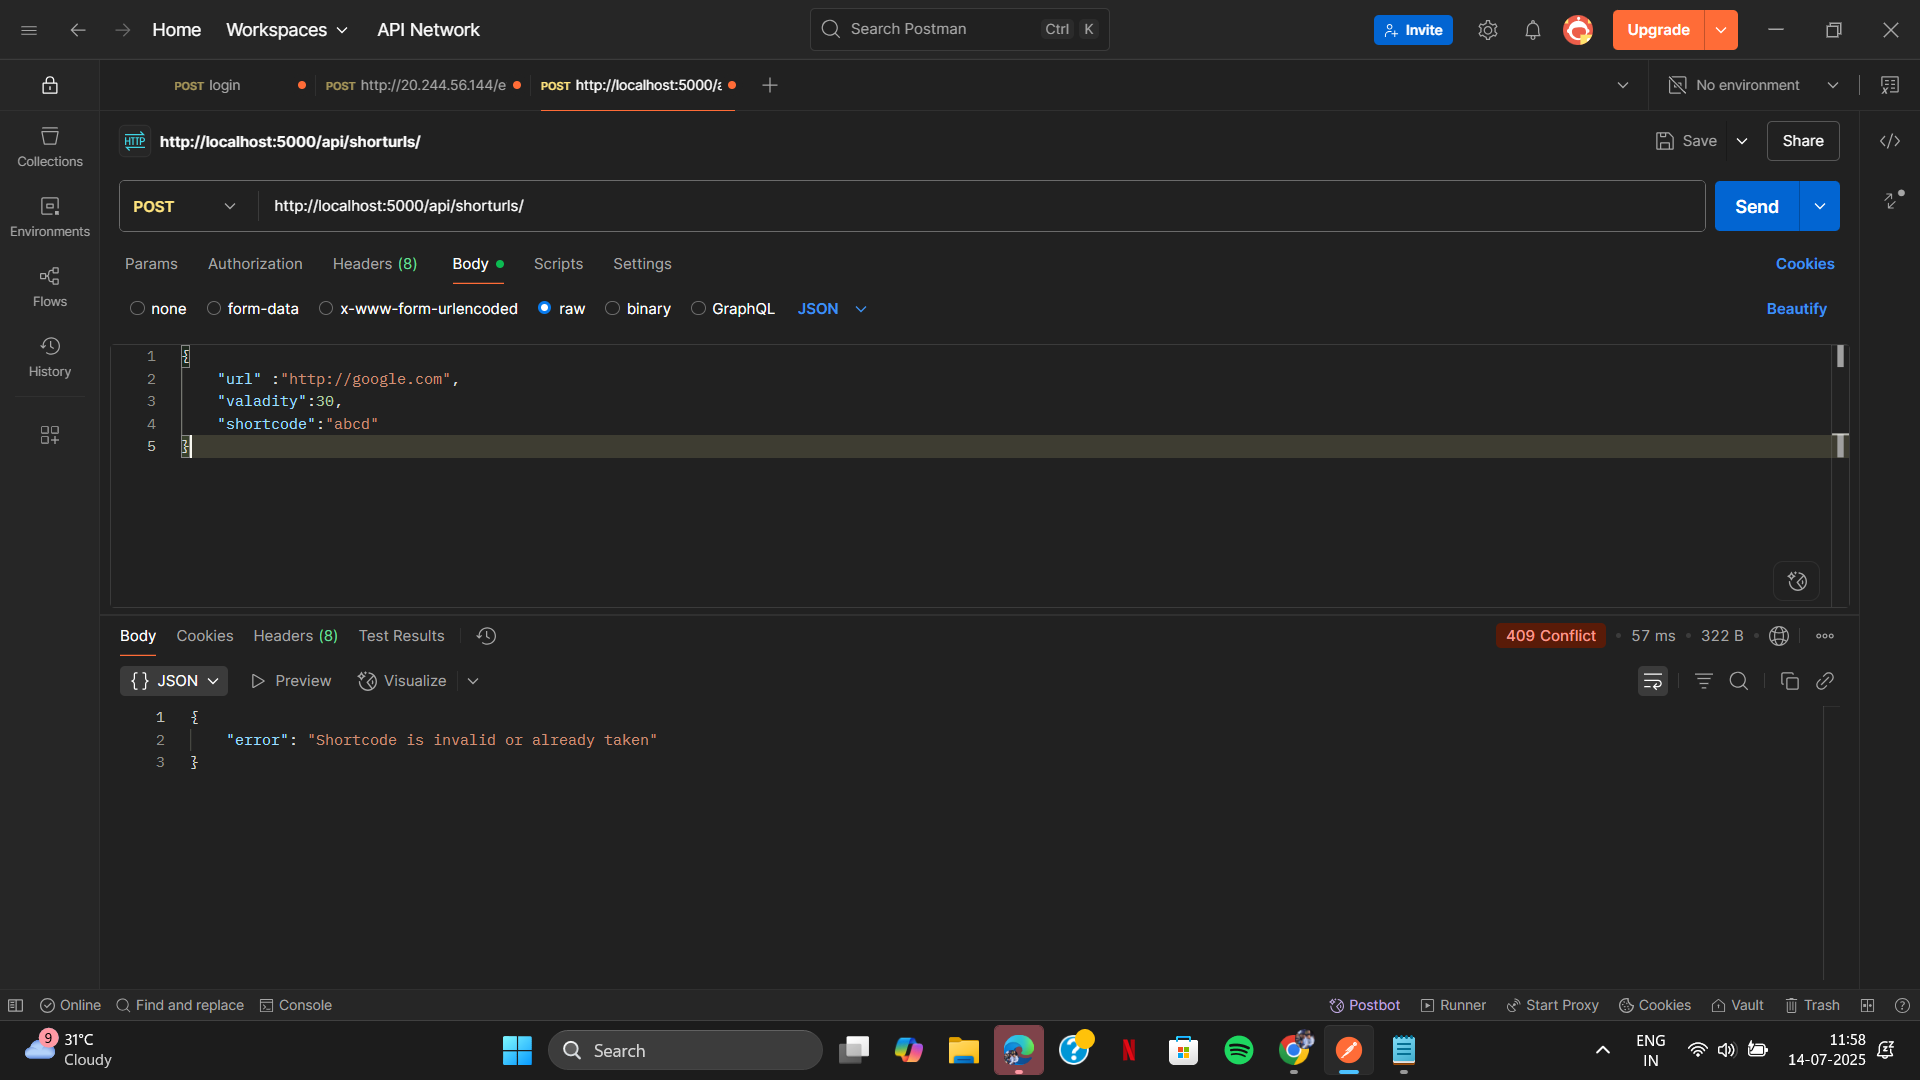 Home Workspaces API Network Search Postman Ctrl K Invite Upgrade
POST login POST http://20.244.56.144/e POST http://localhost:5000/a No environment
HTTP http://localhost:5000/api/shorturls/ Save Share
Collections
Environments
Flows
History
POST http://localhost:5000/api/shorturls/ Send
Params Authorization Headers (8) Body Scripts Settings Cookies
none form-data x-www-form-urlencoded raw binary GraphQL JSON Beautify
1 {
2 "url" :"http://google.com",
3 "valadity":30,
4 "shortcode":"abcd"
5 }
Body Cookies Headers (8) Test Results 409 Conflict • 57 ms • 322 B •
{} JSON Preview Visualize
1 {
2 "error": "Shortcode is invalid or already taken"
3 }
Online Find and replace Console Postbot Runner Start Proxy Cookies Vault Trash
9 31°C
Cloudy
Search
ENG
IN
11:58
14-07-2025